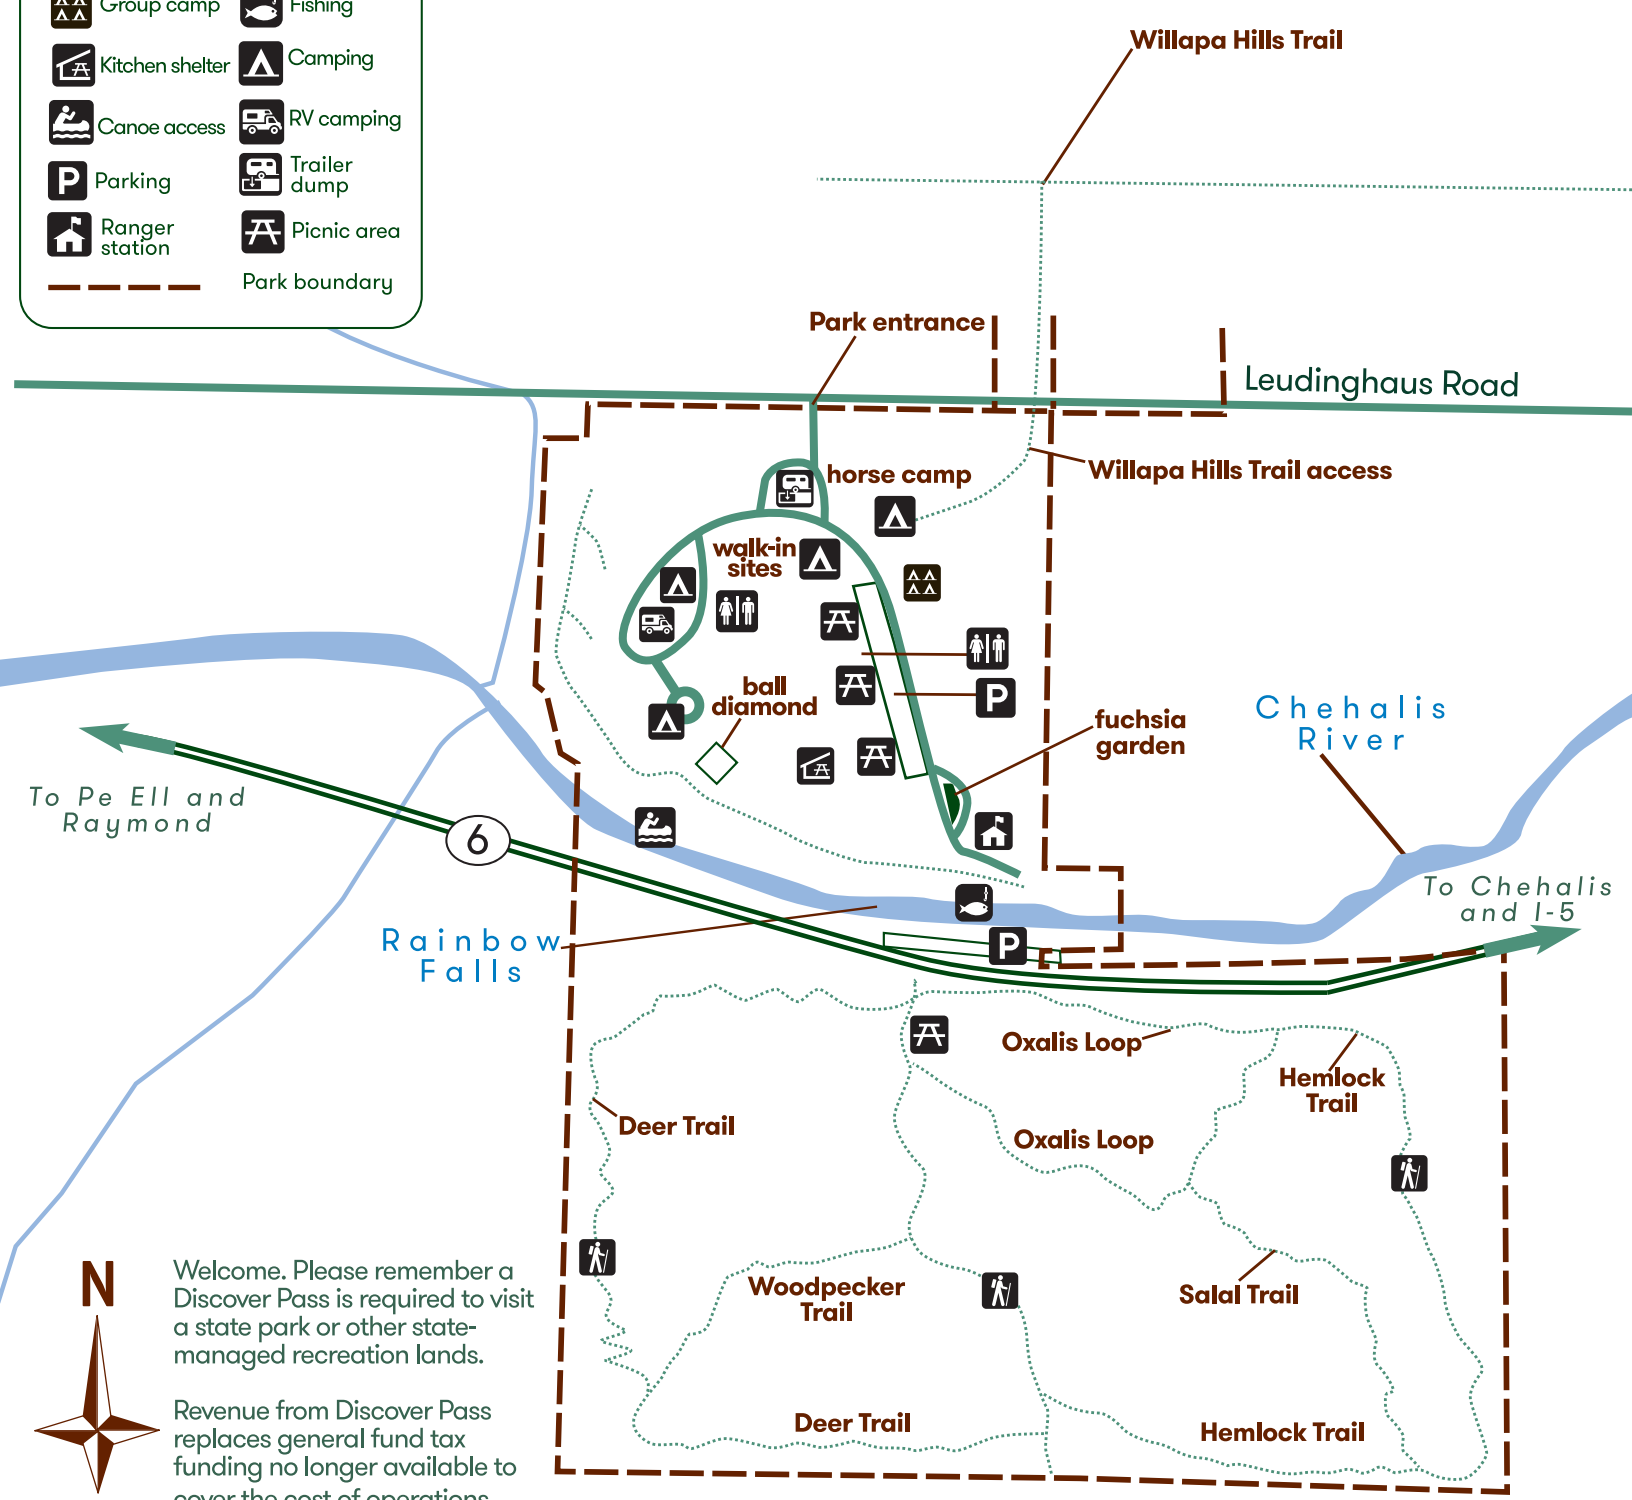 Group camp
Fishing
Kitchen shelter
Camping
Canoe access
RV camping
P
Parking
Trailer
dump
Ranger
station
Picnic area
Park boundary
Willapa Hills Trail
Park entrance
Leudinghaus Road
horse camp
Willapa Hills Trail access
walk-in
sites
ball
diamond
P
fuchsia
garden
Chehalis
River
To Pe Ell and
Raymond
6
To Chehalis
and I-5
Rainbow
Falls
P
Oxalis Loop
Hemlock
Trail
Deer Trail
Oxalis Loop
Woodpecker
Trail
Salal Trail
Deer Trail
Hemlock Trail
N
Welcome. Please remember a
Discover Pass is required to visit
a state park or other state-
managed recreation lands.
Revenue from Discover Pass
replaces general fund tax
funding no longer available to
cover the cost of operations